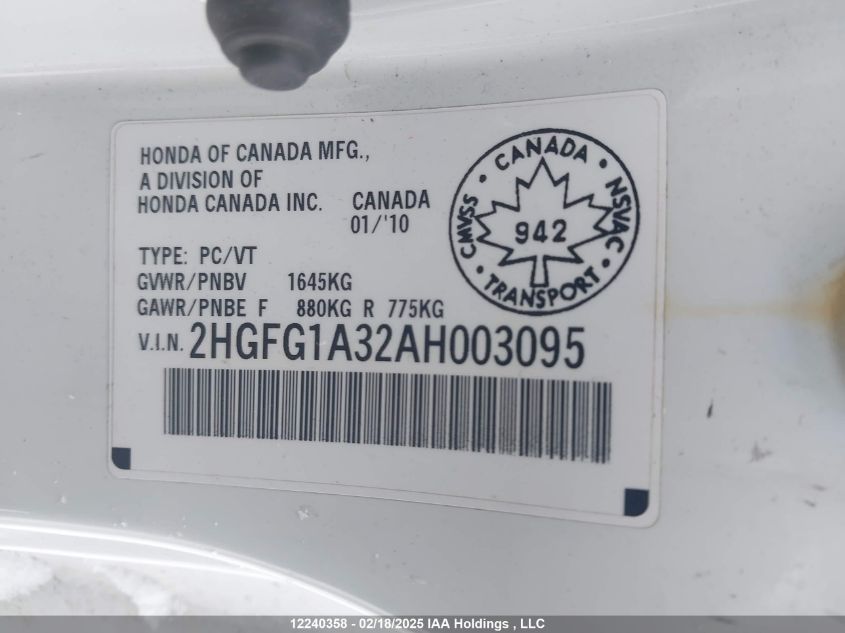 HONDA OF CANADA MFG.,
A DIVISION OF
HONDA CANADA INC. CANADA
01/'10
TYPE: PC/VT
GVWR/PNBV 1645KG
GAWR/PNBE F 880KG R 775KG
V.I.N. 2HGFG1A32AH003095
CANADA
CMVSS • NSVAC
942
TRANSPORT
12240358 - 02/18/2025 IAA Holdings , LLC